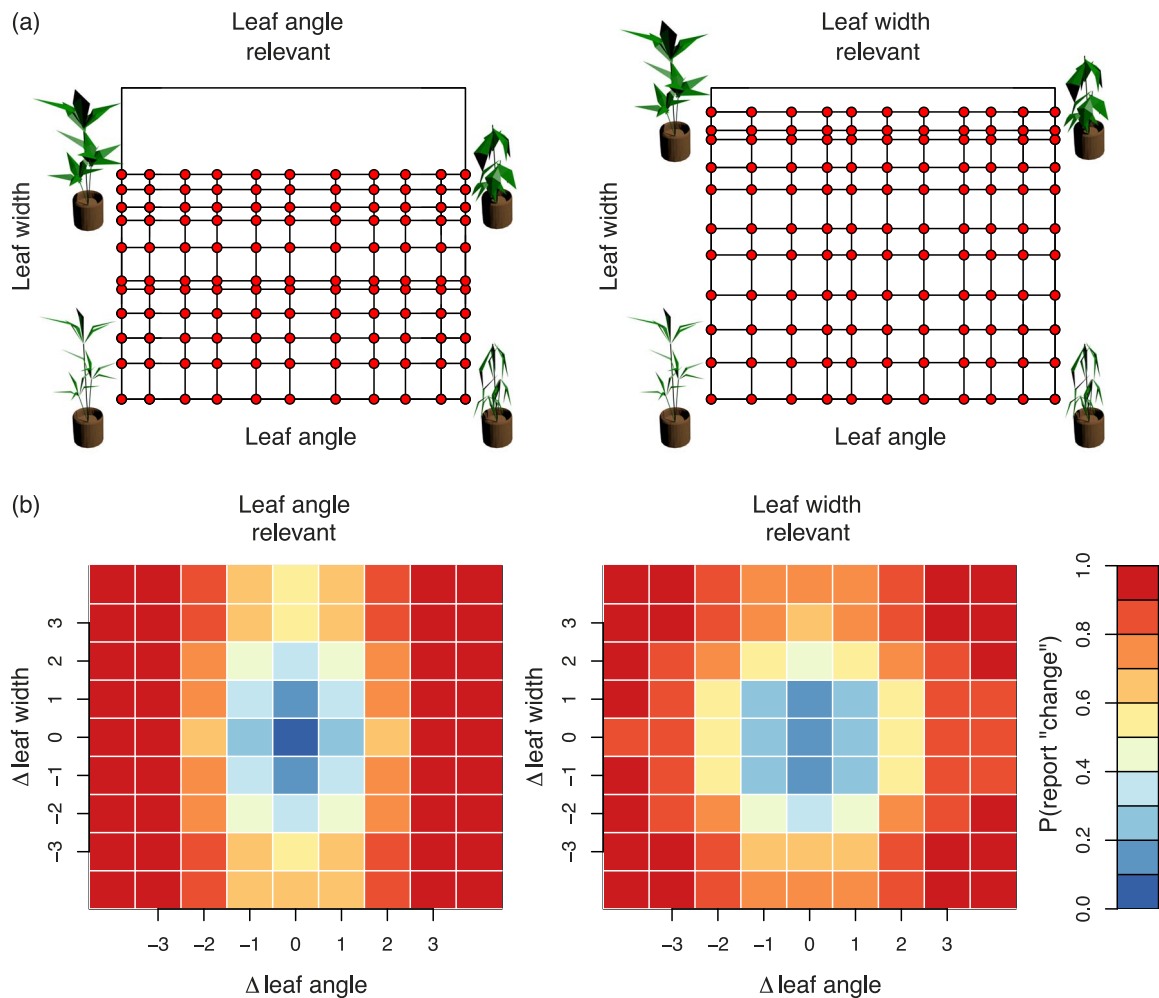 (a)
Leaf angle
relevant
Leaf width
relevant
Leaf width
Leaf angle
Leaf width
Leaf angle
(b)
Leaf angle
relevant
Leaf width
relevant
Δ leaf width
3
2
1
0
−1
−2
−3
−3 −2 −1 0 1 2 3
Δ leaf angle
Δ leaf width
3
2
1
0
−1
−2
−3
−3 −2 −1 0 1 2 3
Δ leaf angle
P(report "change")
1.0
0.8
0.6
0.4
0.2
0.0